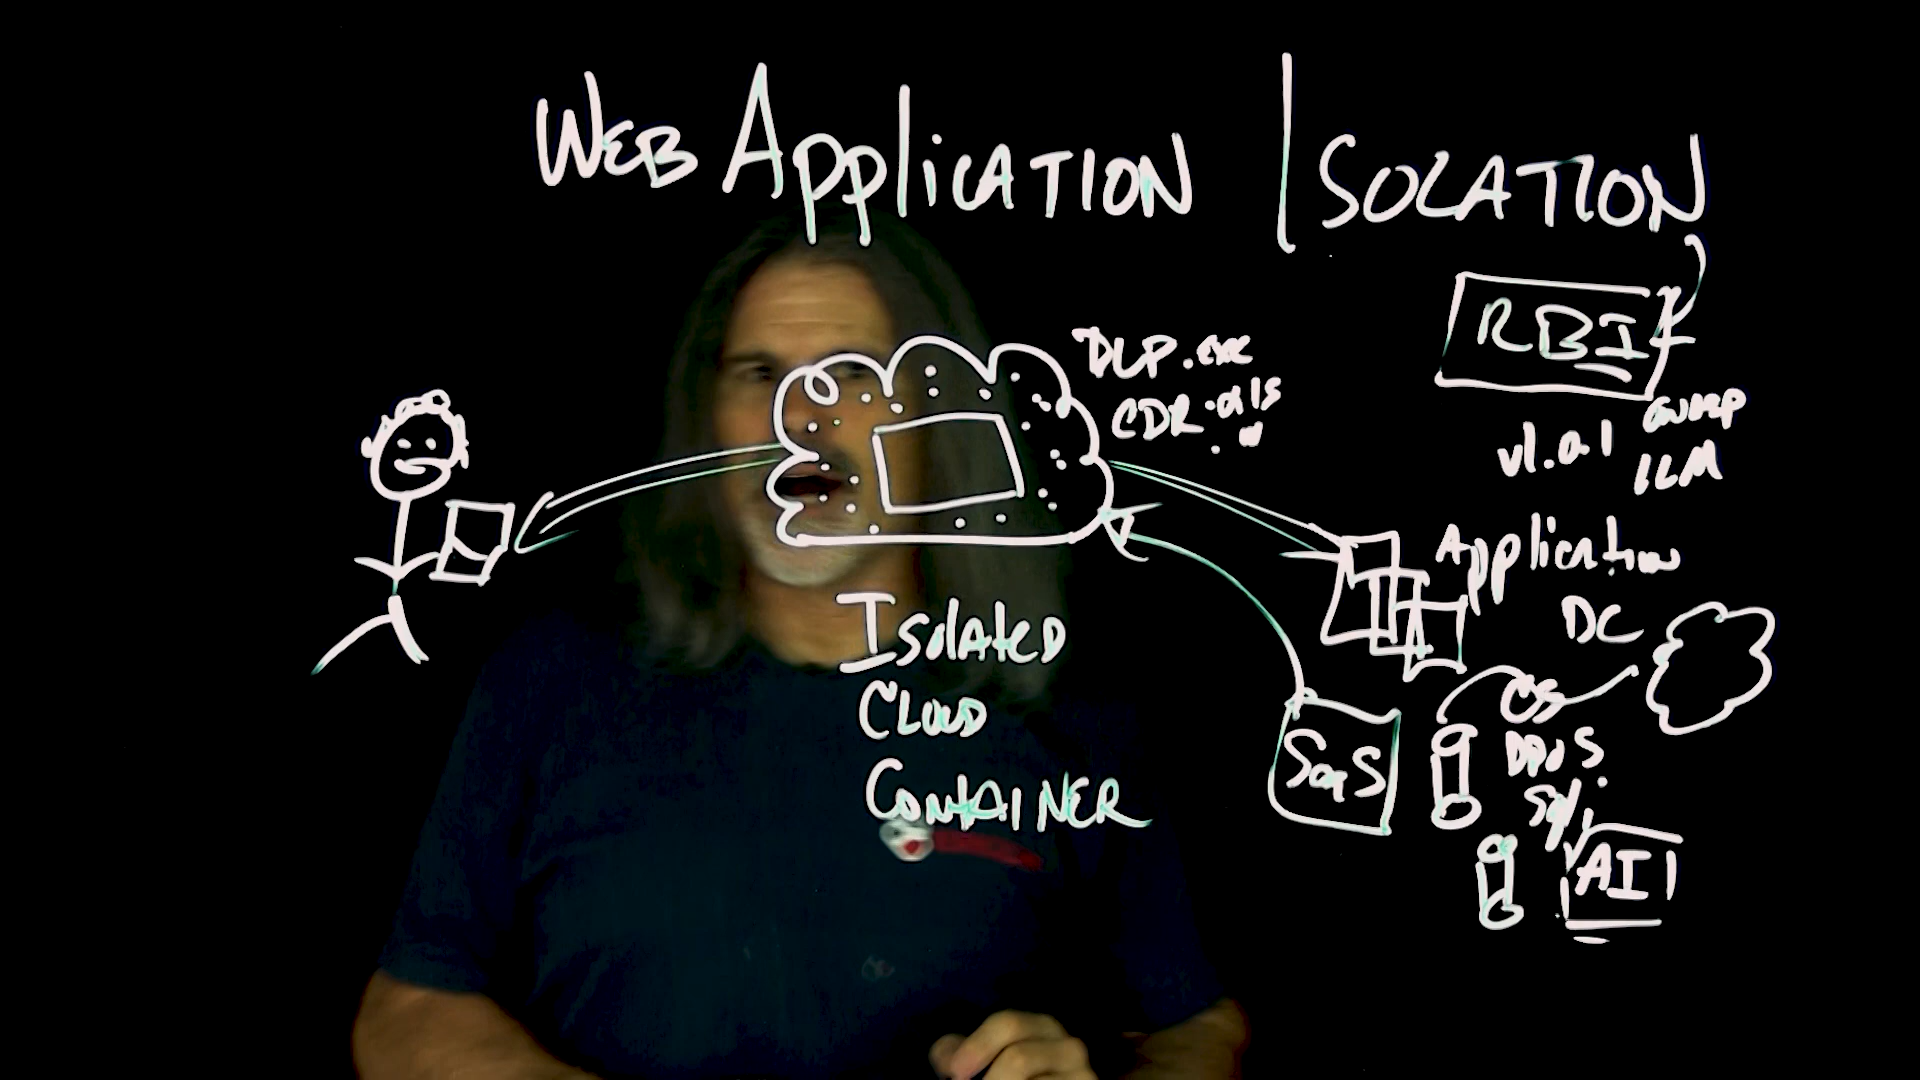 WEB APPLICATION ISOLATION
RBI
DLP .exe
CDR .xls
v1.0.1
OWASP
LLM
Application
DC
ISOLATED
CLOUD
CONTAINER
OS
SaaS
AI